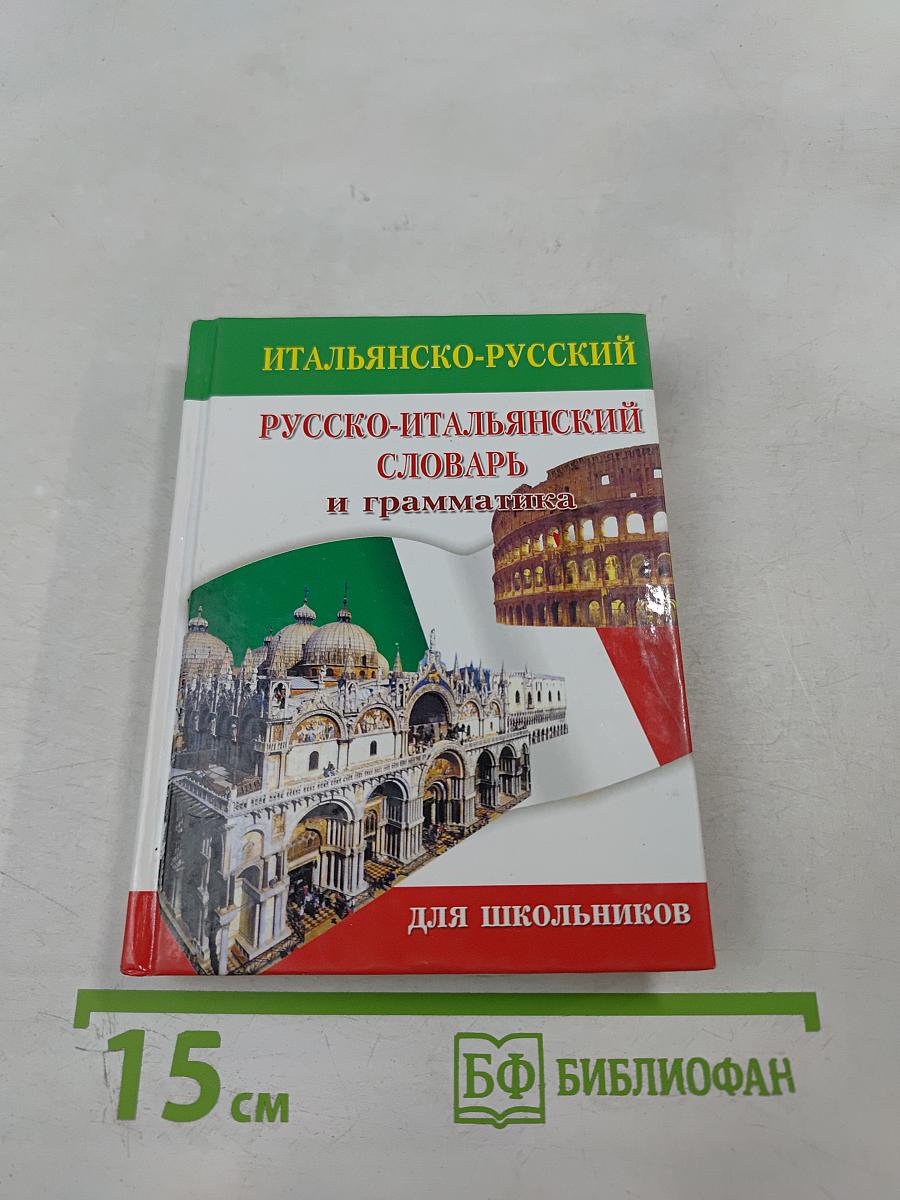 ИТАЛЬЯНСКО-РУССКИЙ
РУССКО-ИТАЛЬЯНСКИЙ
СЛОВАРЬ
и грамматика
ДЛЯ ШКОЛЬНИКОВ
15 см
БФ БИБЛИОФАН